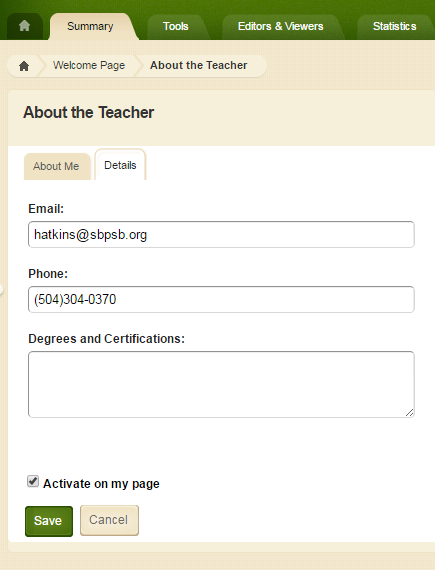 Summary Tools Editors & Viewers Statistics
Welcome Page About the Teacher
About the Teacher
About Me Details
Email:
hatkins@sbpsb.org
Phone:
(504)304-0370
Degrees and Certifications:
Activate on my page
Save Cancel